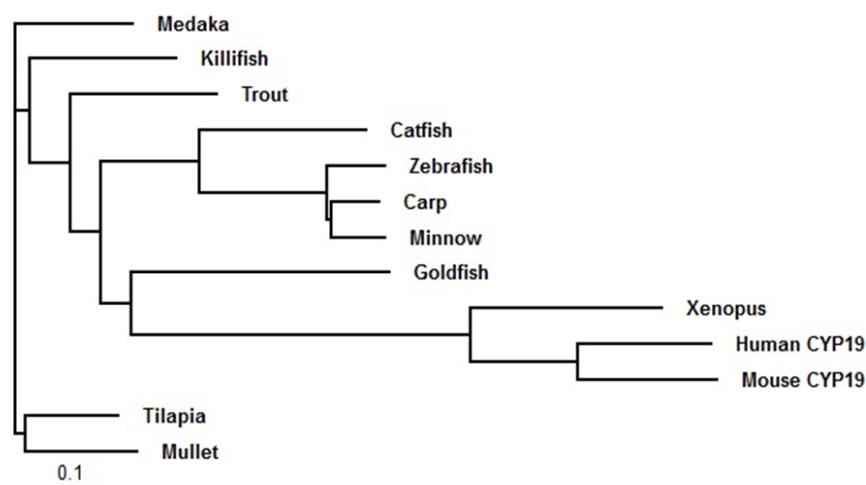 Medaka
Killifish
Trout
Catfish
Zebrafish
Carp
Minnow
Goldfish
Xenopus
Human CYP19
Mouse CYP19
Tilapia
Mullet
0.1